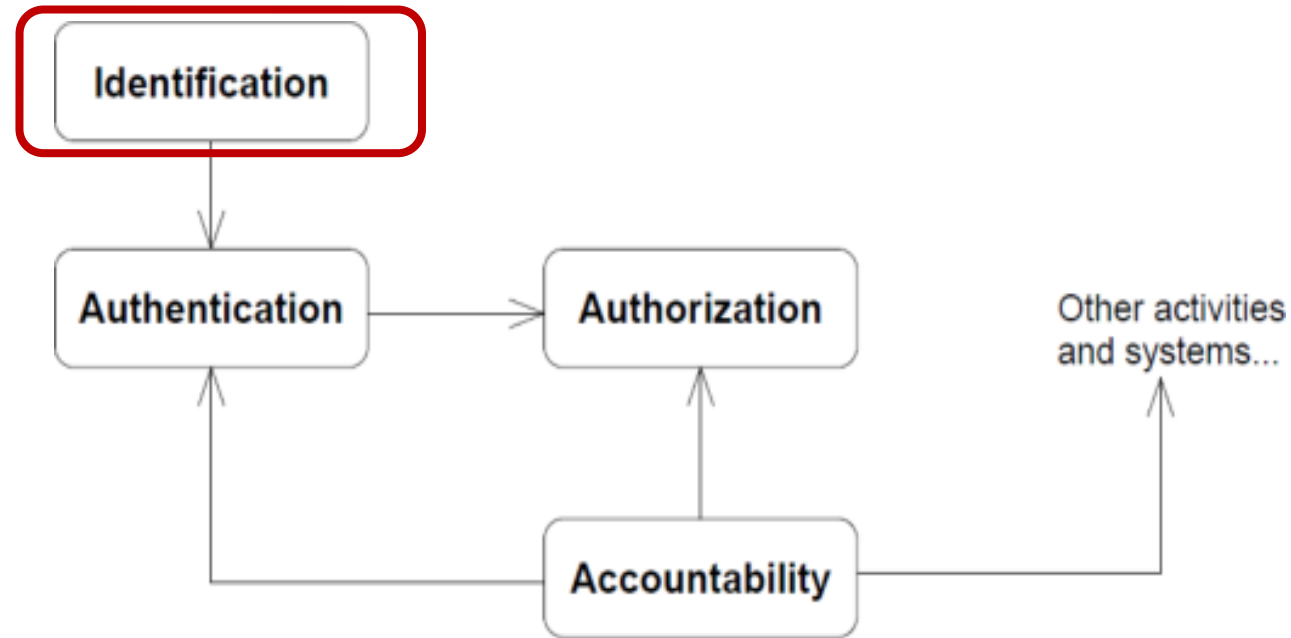 Identification
Authentication
Authorization
Other activities
and systems...
Accountability